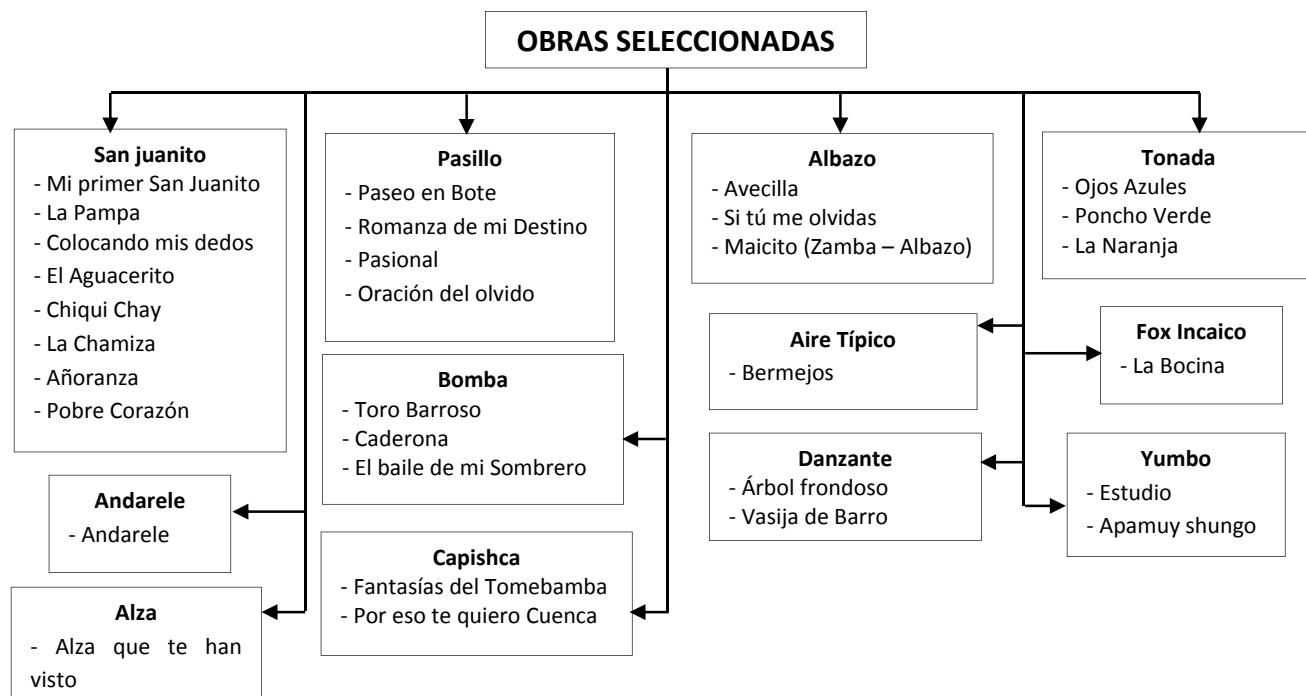 OBRAS SELECCIONADAS
San juanito
- Mi primer San Juanito
- La Pampa
- Colocando mis dedos
- El Aguacerito
- Chiqui Chay
- La Chamiza
- Añoranza
- Pobre Corazón
Pasillo
- Paseo en Bote
- Romanza de mi Destino
- Pasional
- Oración del olvido
Albazo
- Avecilla
- Si tú me olvidas
- Maicito (Zamba – Albazo)
Tonada
- Ojos Azules
- Poncho Verde
- La Naranja
Aire Típico
- Bermejos
Fox Incaico
- La Bocina
Bomba
- Toro Barroso
- Caderona
- El baile de mi Sombrero
Danzante
- Árbol frondoso
- Vasija de Barro
Yumbo
- Estudio
- Apamuy shungo
Andarele
- Andarele
Capishca
- Fantasías del Tomebamba
- Por eso te quiero Cuenca
Alza
- Alza que te han
visto